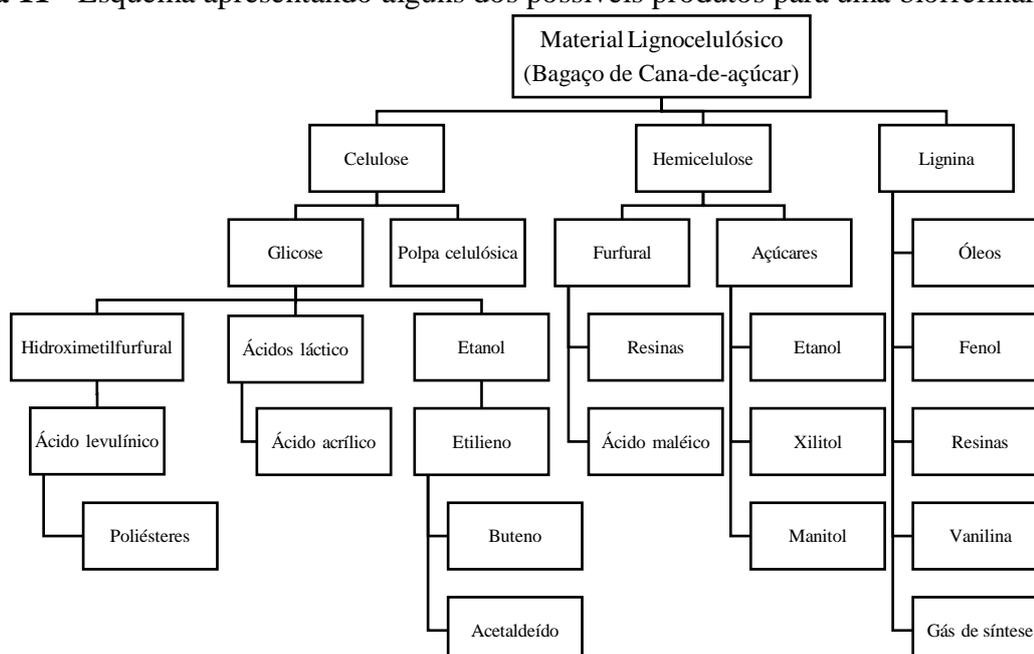 11 - Esquema apresentando alguns dos possíveis produtos para uma biorrefinar
Material Lignocelulósico
(Bagaço de Cana-de-açúcar)
Celulose
Hemicelulose
Lignina
Glicose
Polpa celulósica
Furfural
Açúcares
Óleos
Hidroximetilfurfural
Ácidos láctico
Etanol
Resinas
Etanol
Fenol
Ácido levulínico
Ácido acrílico
Etilieno
Ácido maléico
Xilitol
Resinas
Poliésteres
Buteno
Manitol
Vanilina
Acetaldeído
Gás de síntese